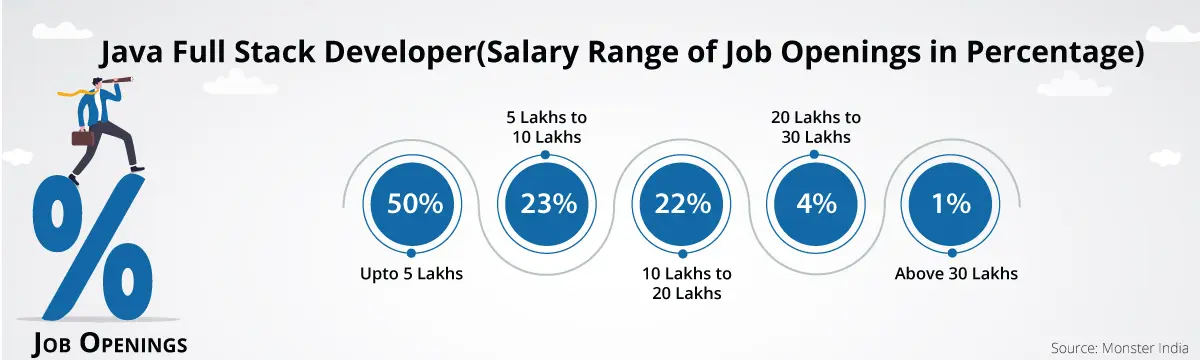 Java Full Stack Developer(Salary Range of Job Openings in Percentage)
50%
Upto 5 Lakhs
5 Lakhs to
10 Lakhs
23%
22%
10 Lakhs to
20 Lakhs
20 Lakhs to
30 Lakhs
4%
1%
Above 30 Lakhs
%
Job Openings
Source: Monster India